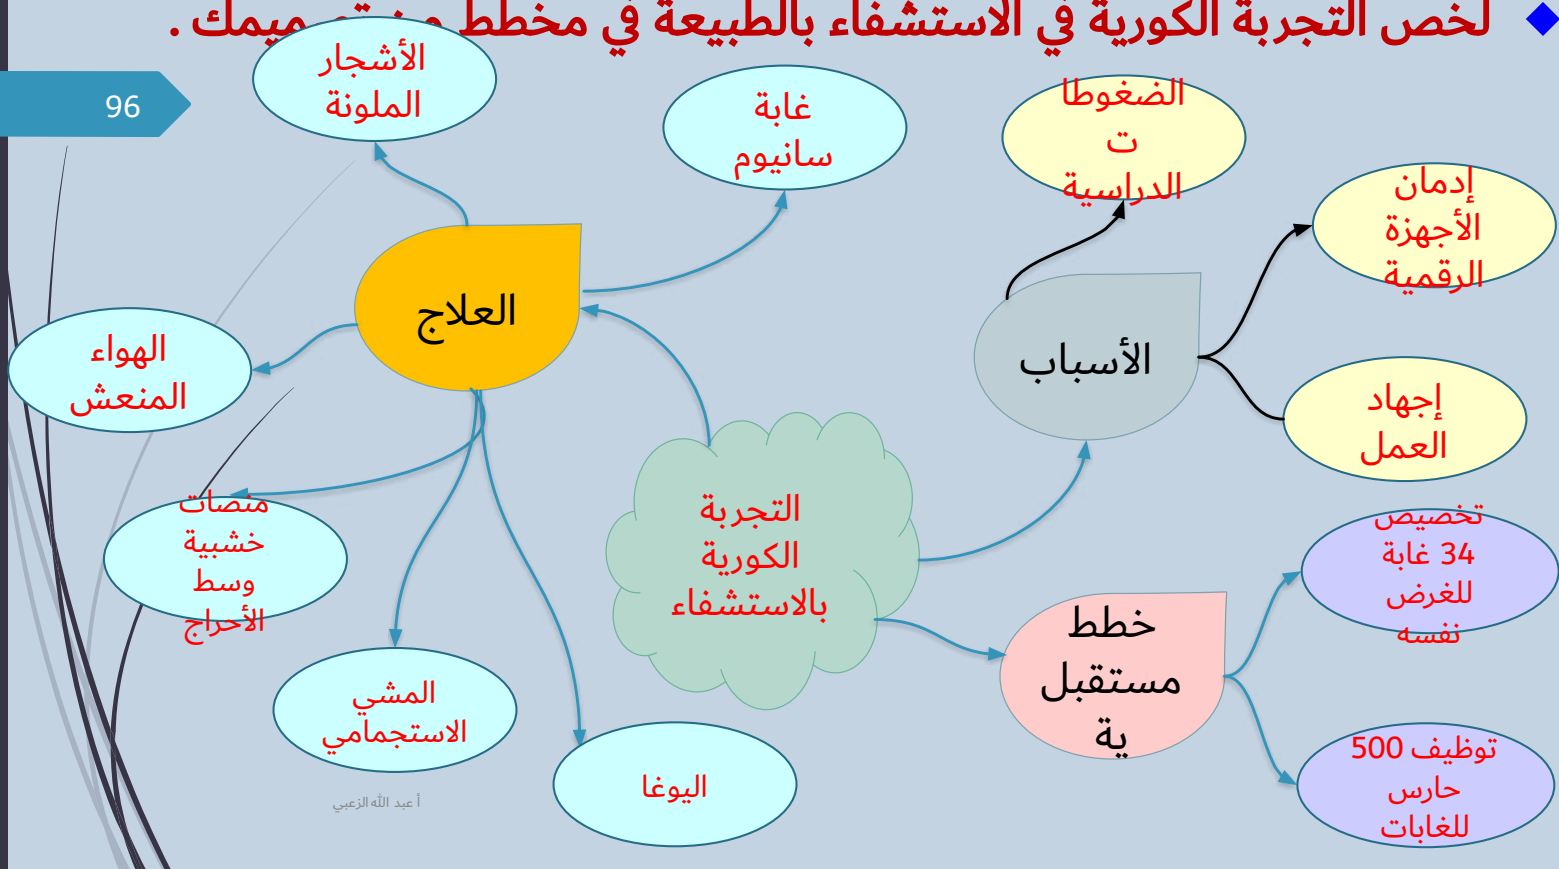 لخص التجربة الكورية في الاستشفاء بالطبيعة في مخطط
96
الأشجار
الملونة
غابة
سانيوم
الضغوطا
ت
الدراسية
إدمان
الأجهزة
الرقمية
العلاج
الأسباب
الهواء
المنعش
إجهاد
العمل
منصات
خشبية
وسط
الأحراج
التجربة
الكورية
بالاستشفاء
تخصيص
34 غابة
للغرض
نفسه
خطط
مستقبل
ية
المشي
الاستجمامي
اليوغا
توظيف 500
حارس
للغابات
أ عبد الله الزعبي